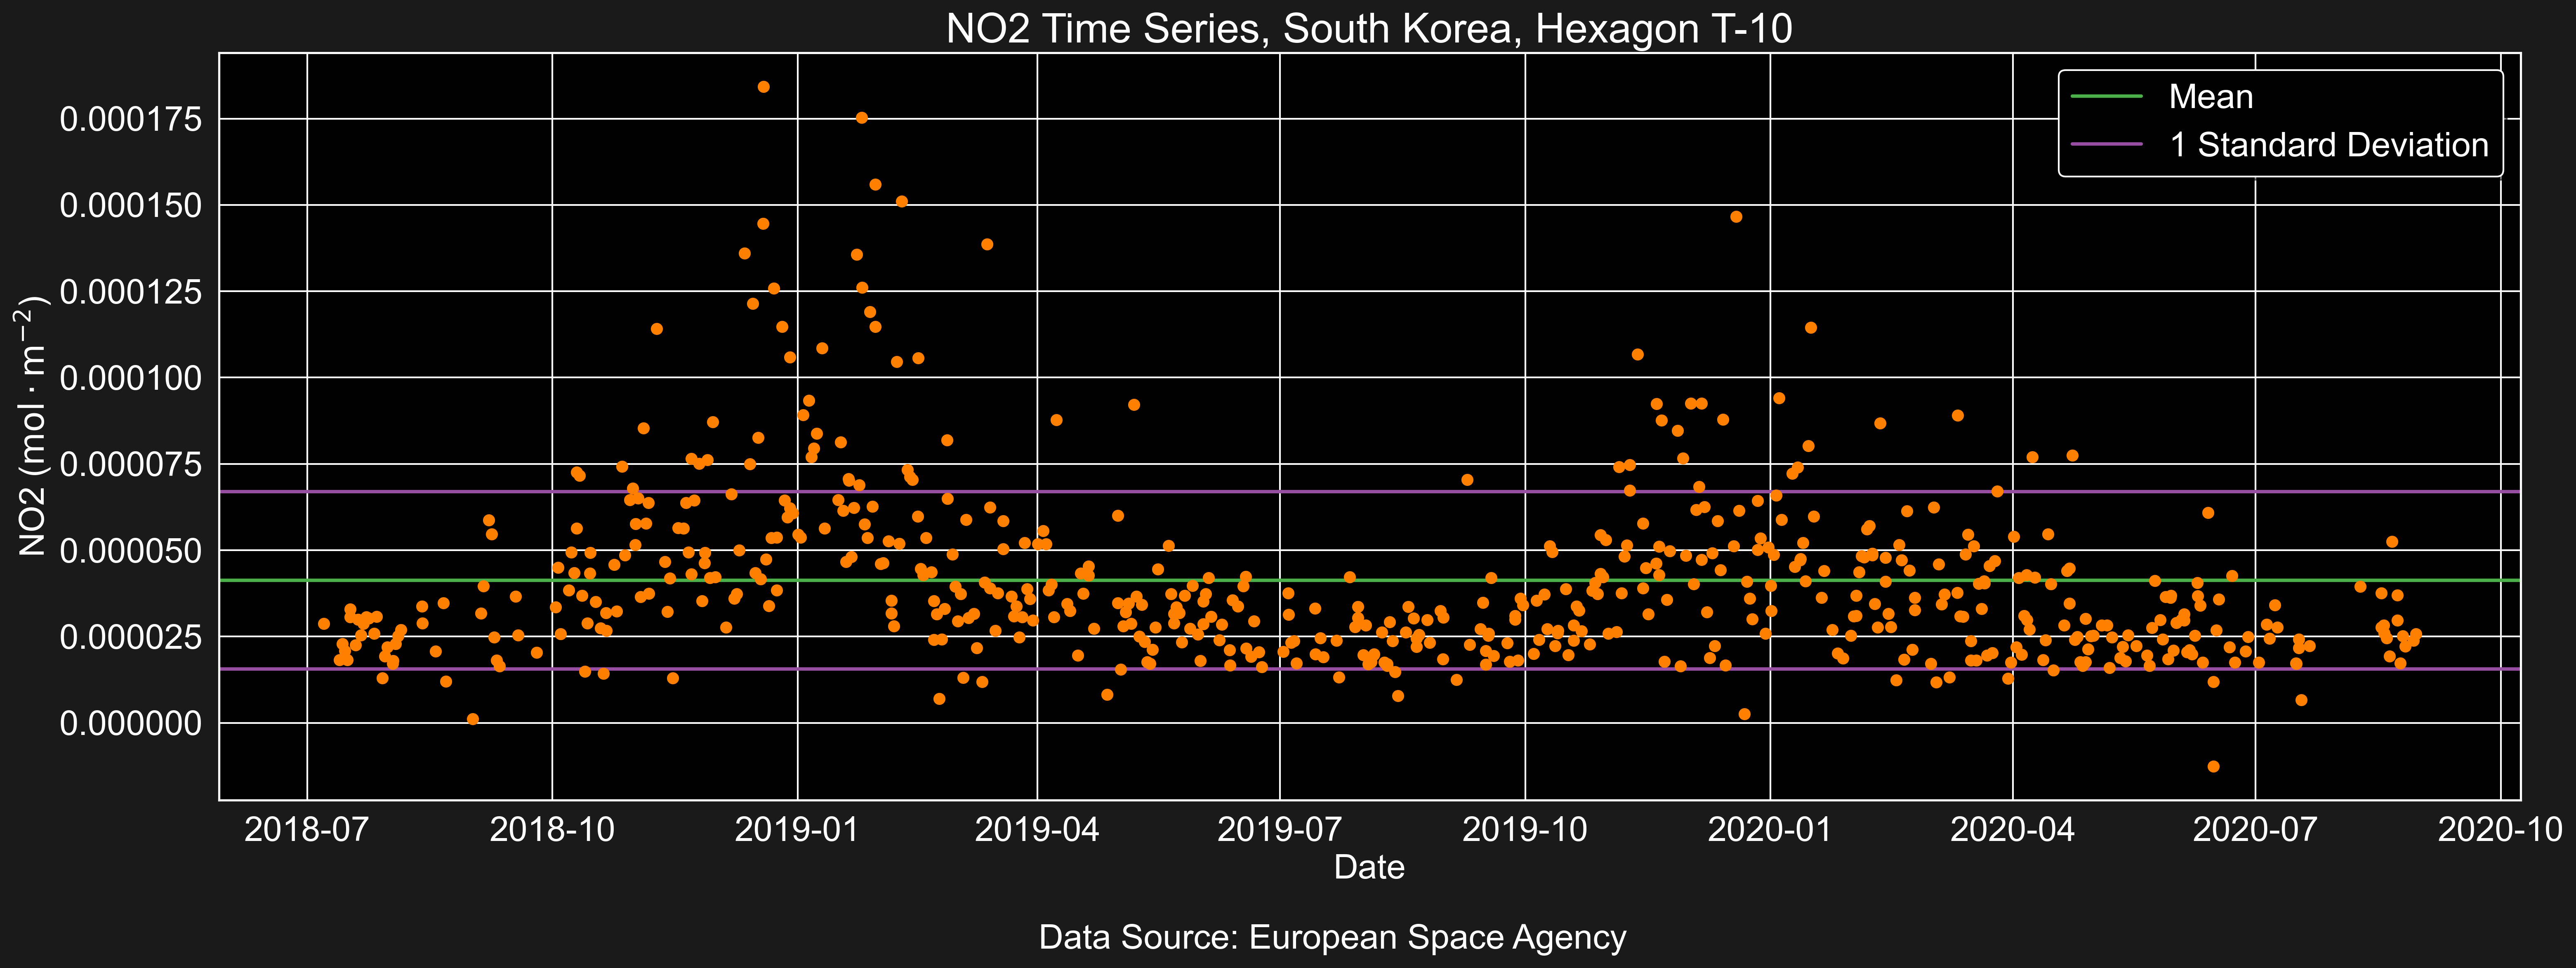 NO2 Time Series, South Korea, Hexagon T-10
Mean
1 Standard Deviation
NO2 (mol · m⁻²)
0.000175
0.000150
0.000125
0.000100
0.000075
0.000050
0.000025
0.000000
2018-07 2018-10 2019-01 2019-04 2019-07 2019-10 2020-01 2020-04 2020-07 2020-10
Date
Data Source: European Space Agency